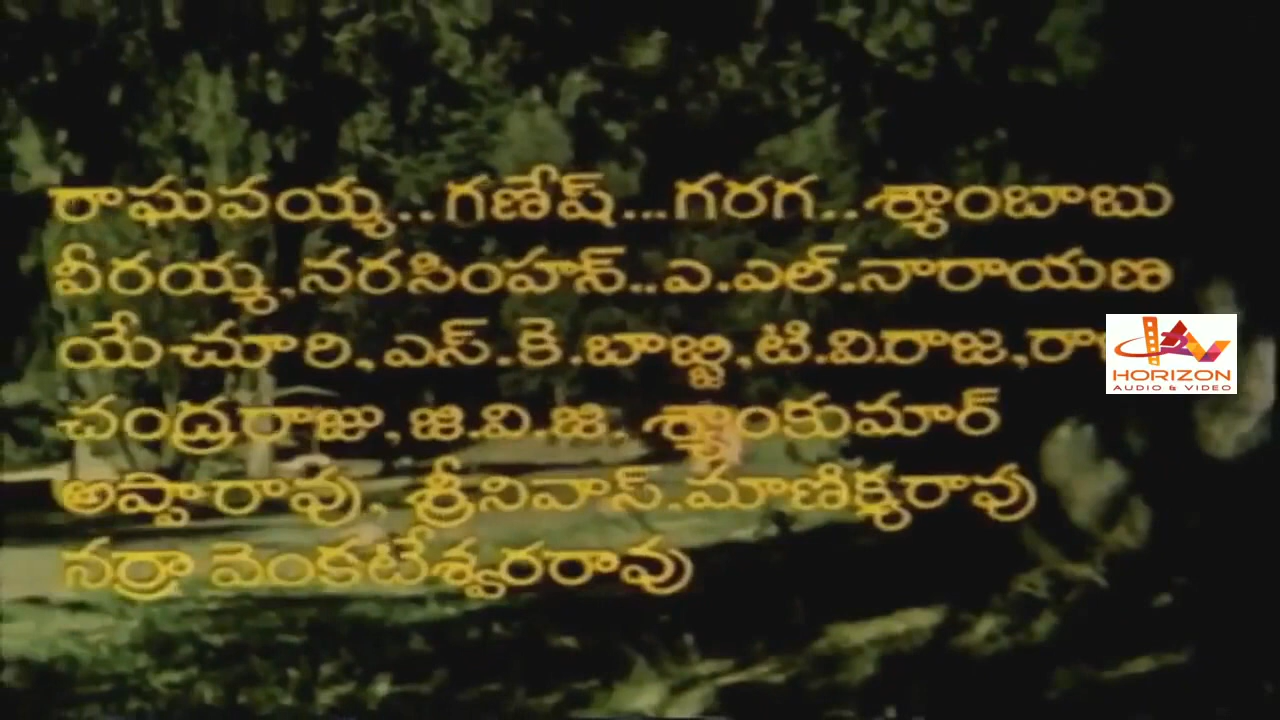 రాఘవయ్య..గణేష్...గరగ..శ్యాంబాబు
వీరయ్య,నరసింహన్..ఎ.ఎల్.నారాయణ
యేచూరి,ఎస్.కె.బాజ్జి,టి.వి.రాజ,
HORIZON
AUDIO & VIDEO
చంద్రరాజు,జి.వి.జి, శ్యాంకుమార్
అప్పారావు, శ్రీనివాస్.మాణిక్యరావు
నర్రా వెంకటేశ్వరరావు